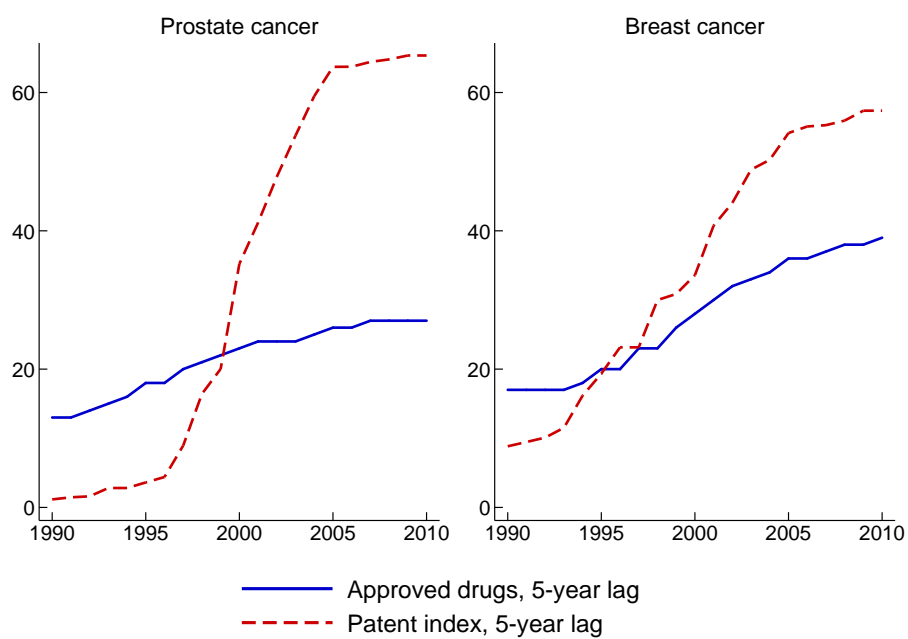 Prostate cancer
Breast cancer
60
40
20
0
1990 1995 2000 2005 2010
60
40
20
0
1990 1995 2000 2005 2010
Approved drugs, 5-year lag
Patent index, 5-year lag